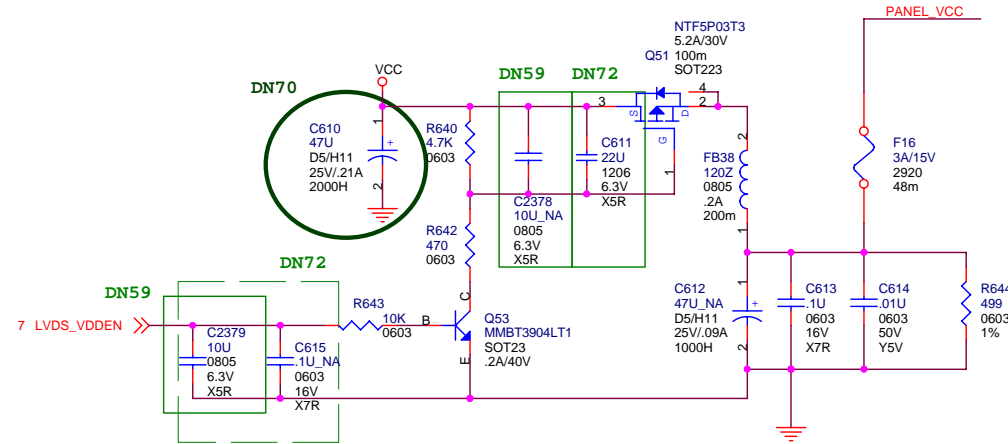 PANEL_VCC
NTF5P03T3
5.2A/30V
Q51 100m
SOT223
DN59
DN72
DN70
VCC
4
3
2
S
D
G
1
1
C610
47U
D5/H11
25V/.21A
2000H
+
2
R640
4.7K
0603
C611
22U
1206
6.3V
X5R
2
FB38
120Z
0805
.2A
200m
1
F16
3A/15V
2920
48m
C2378
10U_NA
0805
6.3V
X5R
R642
470
0603
DN72
DN59
7 LVDS_VDDEN
R643
10K
0603
B
C
E
Q53
MMBT3904LT1
SOT23
.2A/40V
C2379
10U
0805
6.3V
X5R
C615
.1U_NA
0603
16V
X7R
C612
47U_NA
D5/H11
25V/.09A
1000H
1
+
2
C613
.1U
0603
16V
X7R
C614
.01U
0603
50V
Y5V
R644
499
0603
1%